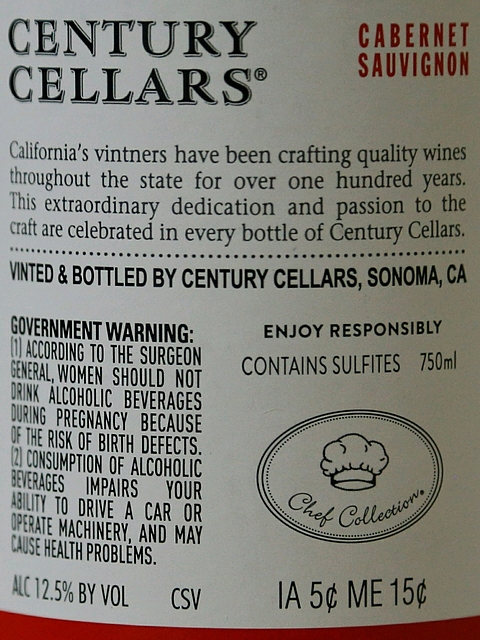 CENTURY
CELLARS®
CABERNET
SAUVIGNON
California's vintners have been crafting quality wines
throughout the state for over one hundred years.
This extraordinary dedication and passion to the
craft are celebrated in every bottle of Century Cellars.
VINTED & BOTTLED BY CENTURY CELLARS, SONOMA, CA
GOVERNMENT WARNING:
(1) ACCORDING TO THE SURGEON
GENERAL, WOMEN SHOULD NOT
DRINK ALCOHOLIC BEVERAGES
DURING PREGNANCY BECAUSE
OF THE RISK OF BIRTH DEFECTS.
(2) CONSUMPTION OF ALCOHOLIC
BEVERAGES IMPAIRS YOUR
ABILITY TO DRIVE A CAR OR
OPERATE MACHINERY, AND MAY
CAUSE HEALTH PROBLEMS.
ENJOY RESPONSIBLY
CONTAINS SULFITES 750ml
Chef Collection®
ALC 12.5% BY VOL CSV IA 5¢ ME 15¢